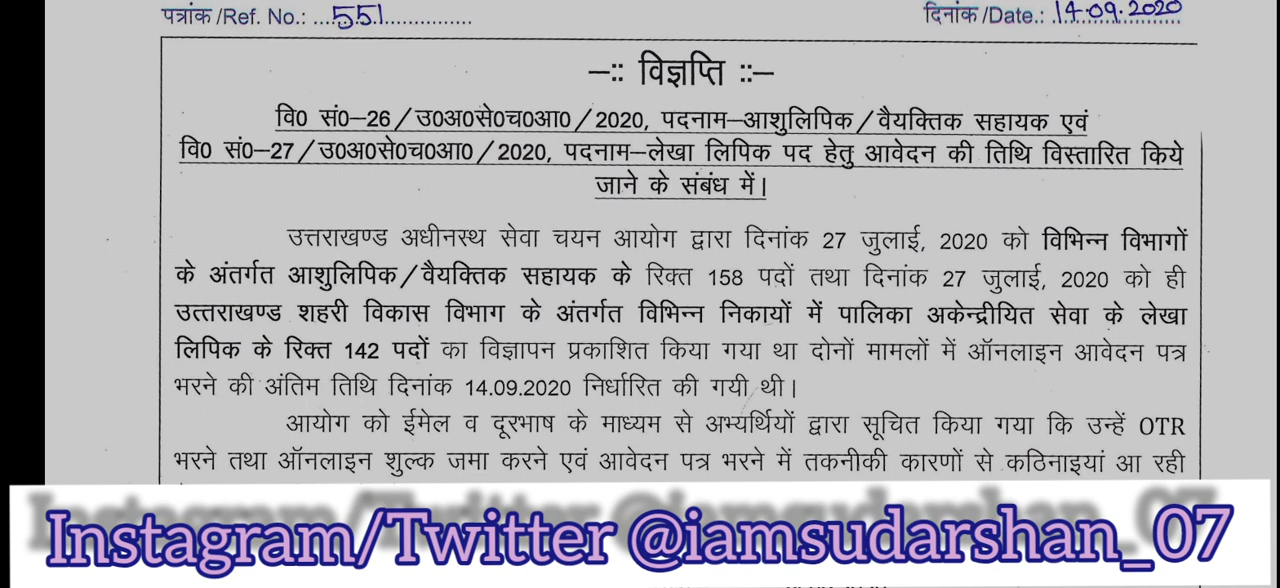 पत्रांक /Ref. No.: ....551................
दिनांक /Date.: .14.09.2020
–:: विज्ञप्ति ::–
वि0 सं0–26 / उ0अ0से0च0आ0 / 2020, पदनाम–आशुलिपिक / वैयक्तिक सहायक एवं
वि0 सं0–27 / उ0अ0से0च0आ0 / 2020, पदनाम–लेखा लिपिक पद हेतु आवेदन की तिथि विस्तारित किये
जाने के संबंध में।
उत्तराखण्ड अधीनस्थ सेवा चयन आयोग द्वारा दिनांक 27 जुलाई, 2020 को विभिन्न विभागों
के अंतर्गत आशुलिपिक / वैयक्तिक सहायक के रिक्त 158 पदों तथा दिनांक 27 जुलाई, 2020 को ही
उत्तराखण्ड शहरी विकास विभाग के अंतर्गत विभिन्न निकायों में पालिका अकेन्द्रीयित सेवा के लेखा
लिपिक के रिक्त 142 पदों का विज्ञापन प्रकाशित किया गया था दोनों मामलों में ऑनलाइन आवेदन पत्र
भरने की अंतिम तिथि दिनांक 14.09.2020 निर्धारित की गयी थी।
आयोग को ईमेल व दूरभाष के माध्यम से अभ्यर्थियों द्वारा सूचित किया गया कि उन्हें OTR
भरने तथा ऑनलाइन शुल्क जमा करने एवं आवेदन पत्र भरने में तकनीकी कारणों से कठिनाइयां आ रही
Instagram/Twitter @iamsudarshan_07